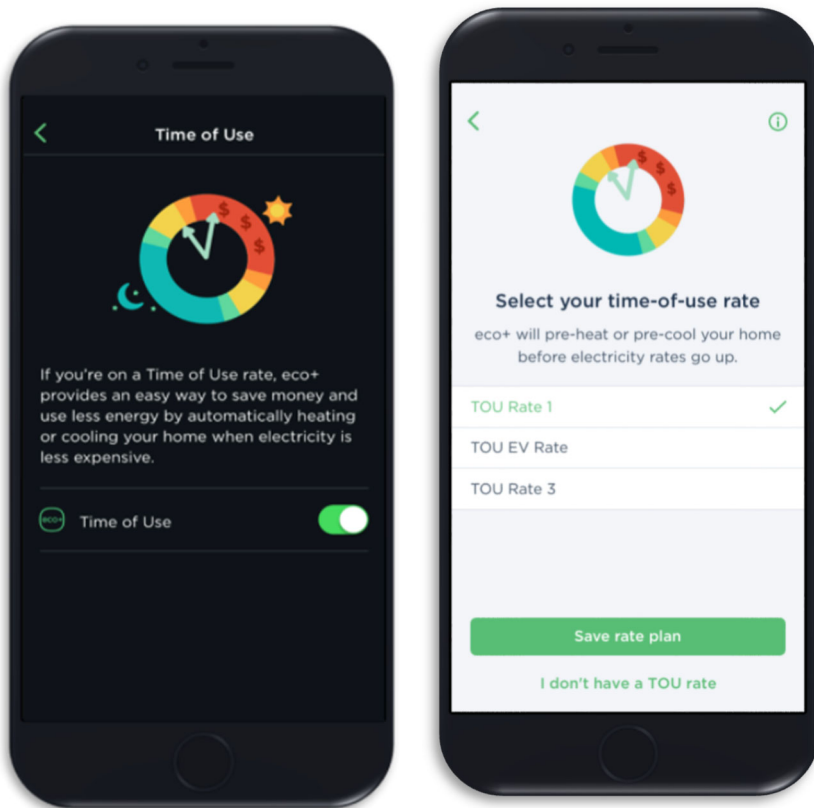 Time of Use
$ $ $
If you're on a Time of Use rate, eco+
provides an easy way to save money and
use less energy by automatically heating
or cooling your home when electricity is
less expensive.
eco+ Time of Use
$ $ $
Select your time-of-use rate
eco+ will pre-heat or pre-cool your home
before electricity rates go up.
TOU Rate 1
TOU EV Rate
TOU Rate 3
Save rate plan
I don't have a TOU rate